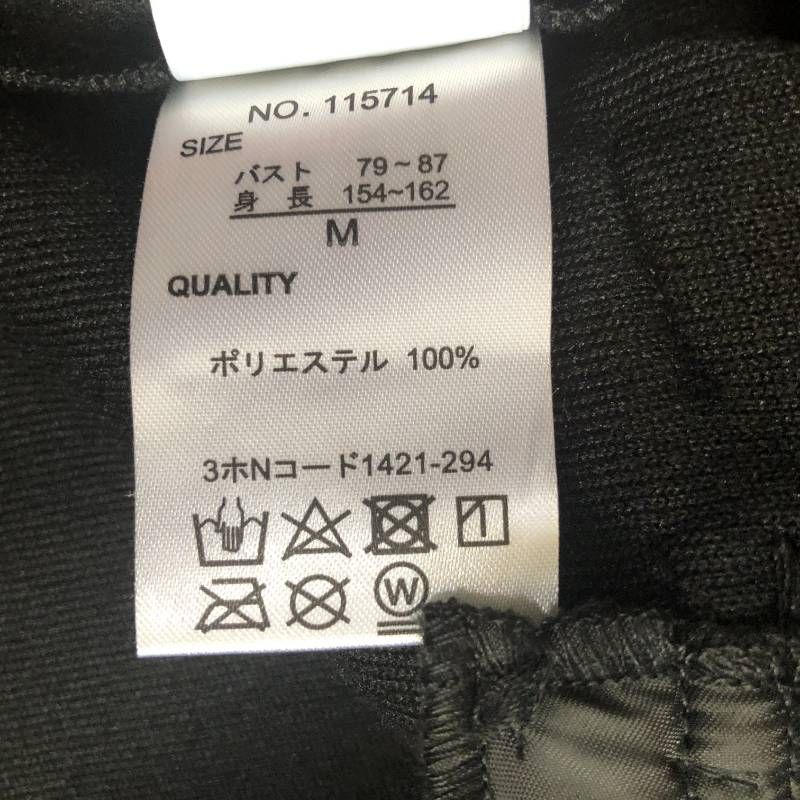 NO. 115714
SIZE
バスト 79～87
身長 154~162
M
QUALITY
ポリエステル 100%
3ホNコード1421-294
W